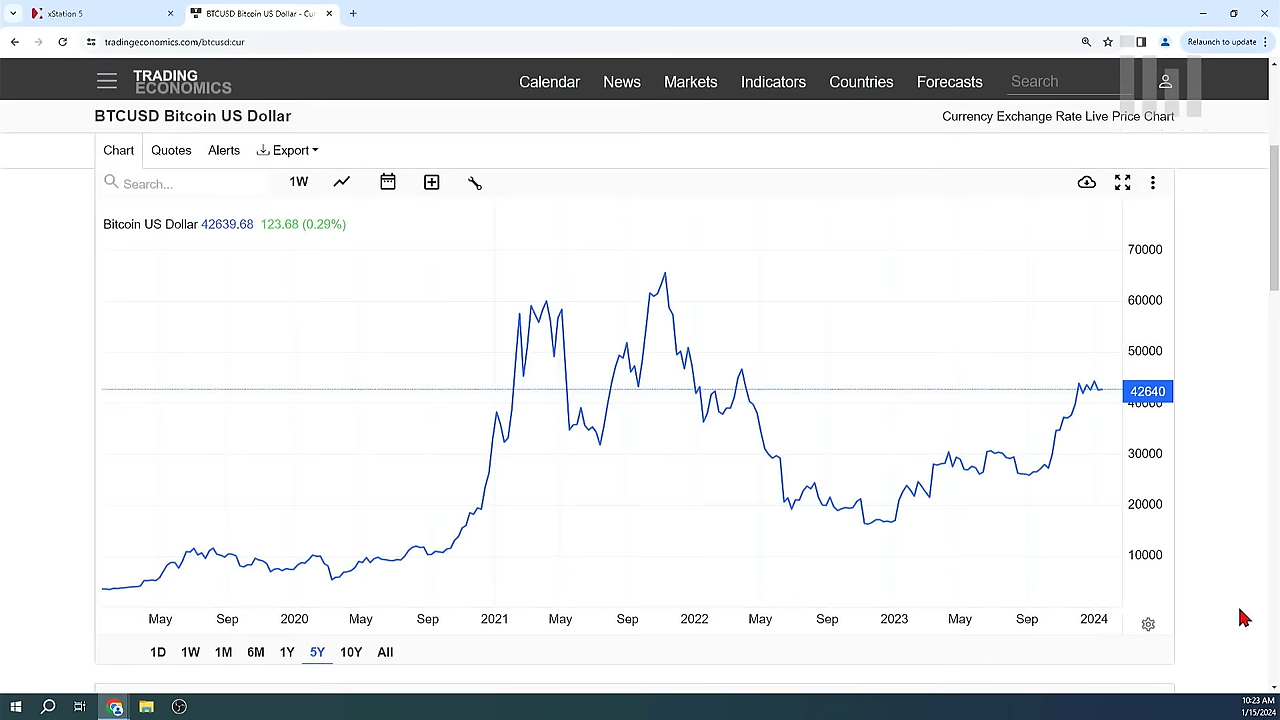 xStation 5
BTCUSD Bitcoin US Dollar - Cur
tradingeconomics.com/btcusd:cur
Relaunch to update
TRADING
ECONOMICS
Calendar News Markets Indicators Countries Forecasts Search
BTCUSD Bitcoin US Dollar
Currency Exchange Rate Live Price Chart
Chart Quotes Alerts Export
Search... 1W
Bitcoin US Dollar 42639.68 123.68 (0.29%)
70000
60000
50000
42640
40000
30000
20000
10000
May Sep 2020 May Sep 2021 May Sep 2022 May Sep 2023 May Sep 2024
1D 1W 1M 6M 1Y 5Y 10Y All
10:23 AM
1/15/2024